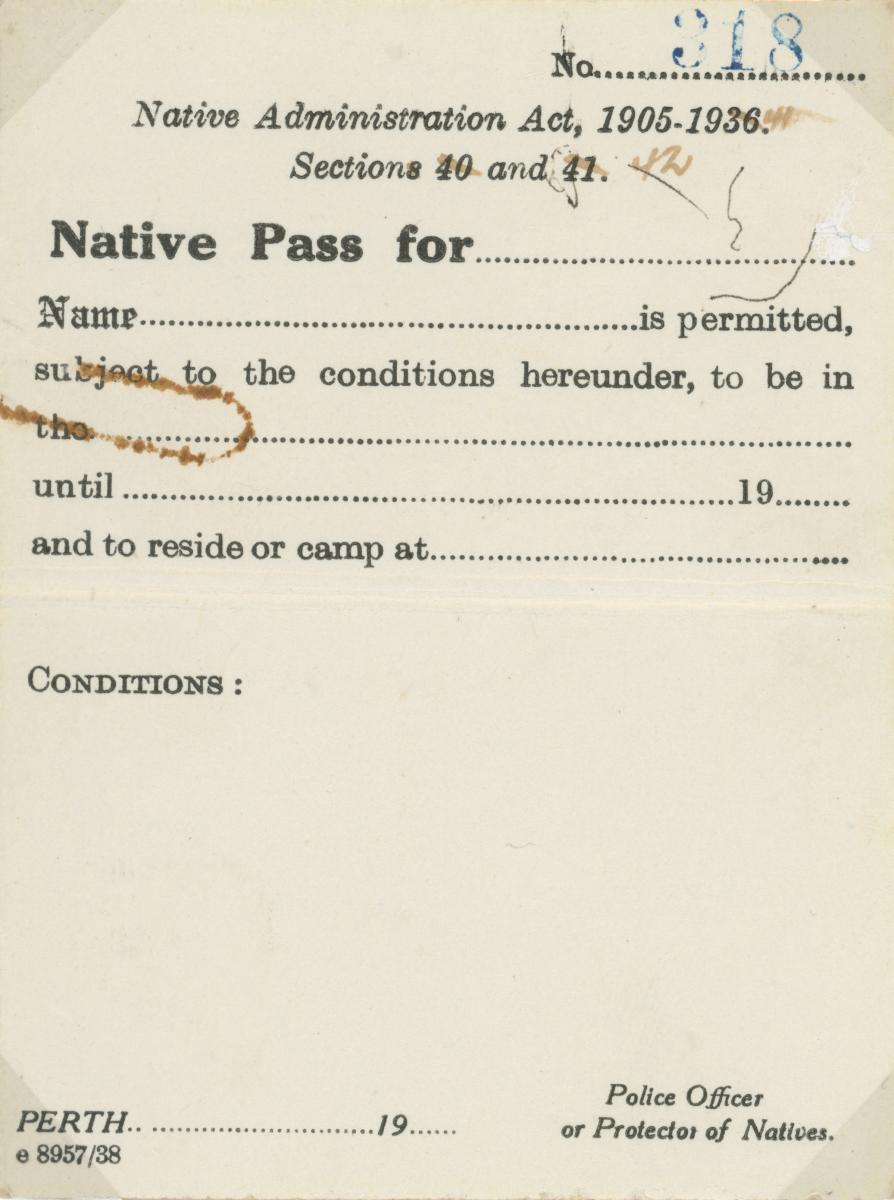 No. 318
Native Administration Act, 1905-1936. 41
Sections 40 and 41. 42
Native Pass for
Name is permitted,
subject to the conditions hereunder, to be in
the
until 19
and to reside or camp at
CONDITIONS :
PERTH 19
Police Officer
or Protector of Natives.
e 8957/38